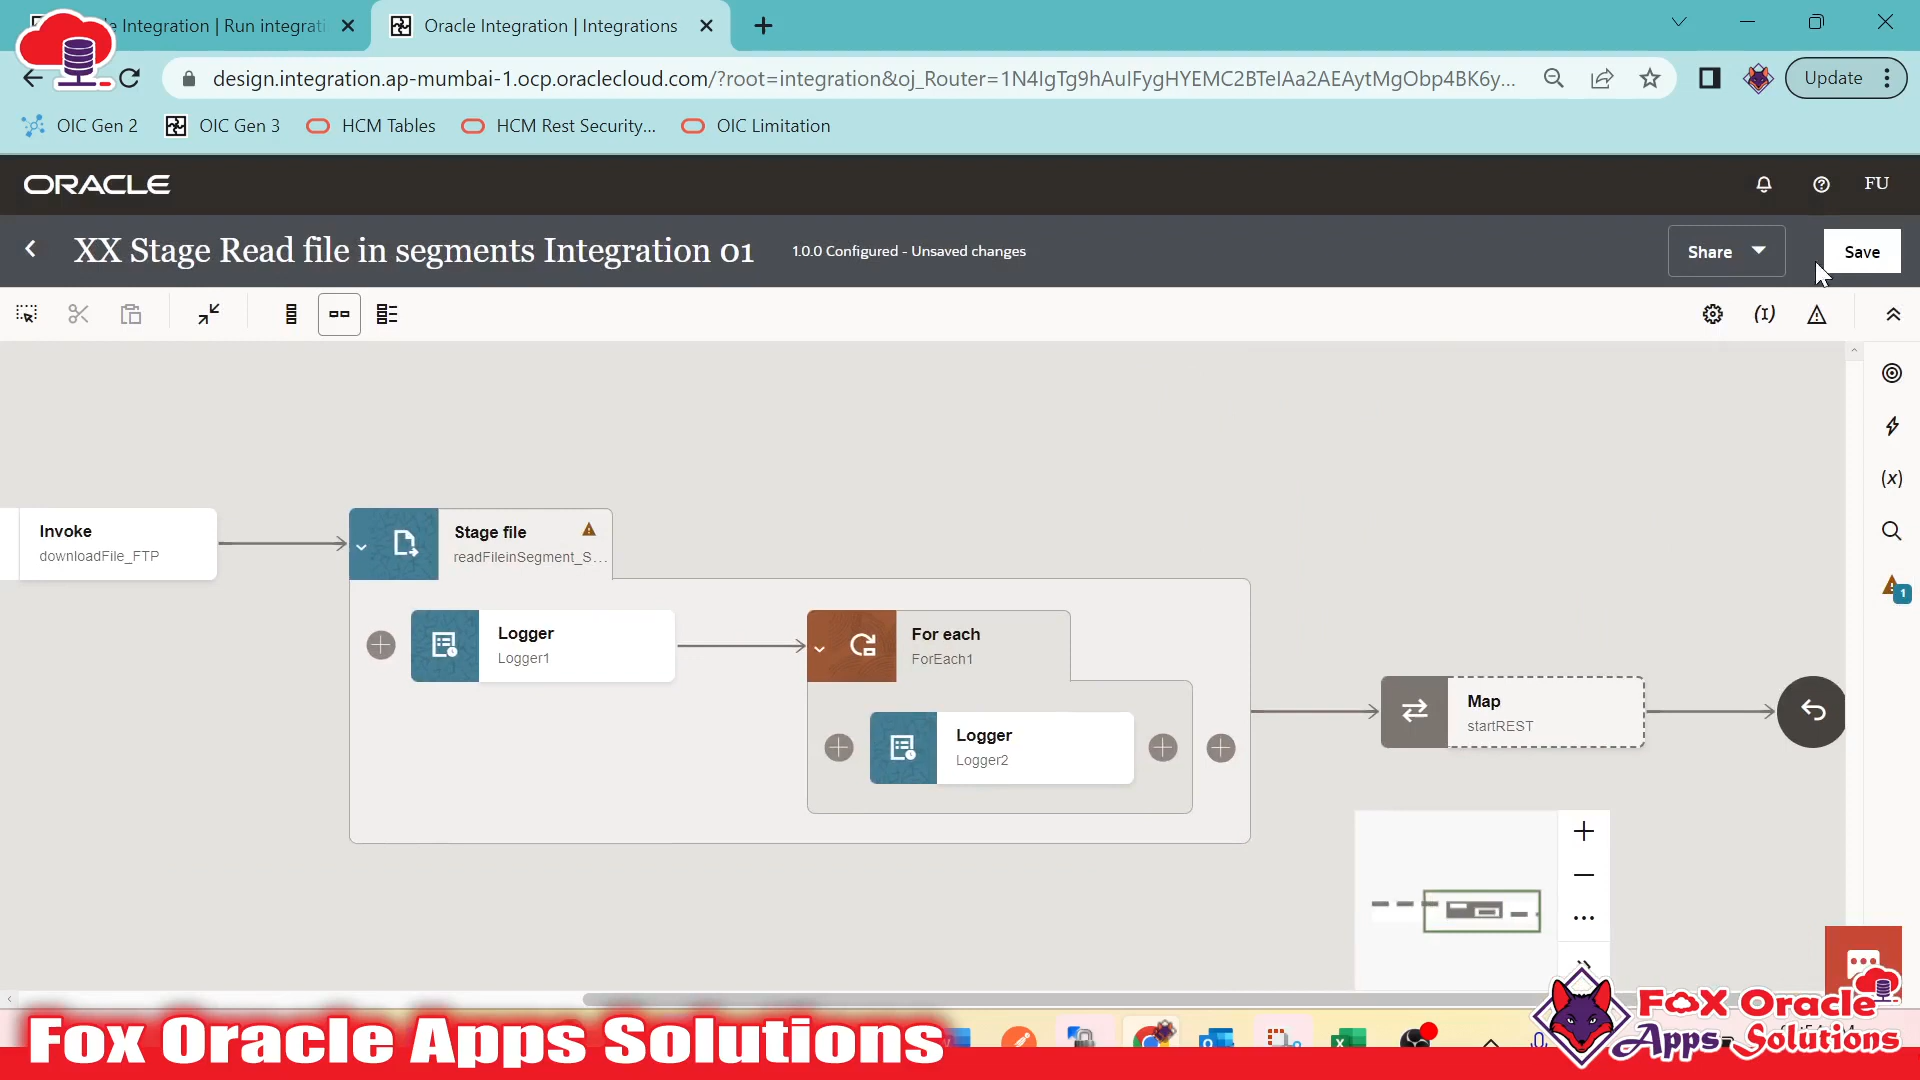 Integration | Run integrati
Oracle Integration | Integrations
design.integration.ap-mumbai-1.ocp.oraclecloud.com/?root=integration&oj_Router=1N4IgTg9hAuIFygHYEMC2BTeIAa2AEAytMgObp4BK6y...
Update
OIC Gen 2
OIC Gen 3
HCM Tables
HCM Rest Security...
OIC Limitation
ORACLE
FU
XX Stage Read file in segments Integration 01
1.0.0 Configured - Unsaved changes
Share
Save
(I)
(x)
1
Invoke
downloadFile_FTP
Stage file
readFileinSegment_S...
Logger
Logger1
For each
ForEach1
Logger
Logger2
Map
startREST
Fox Oracle Apps Solutions
FOX Oracle
Apps Solutions